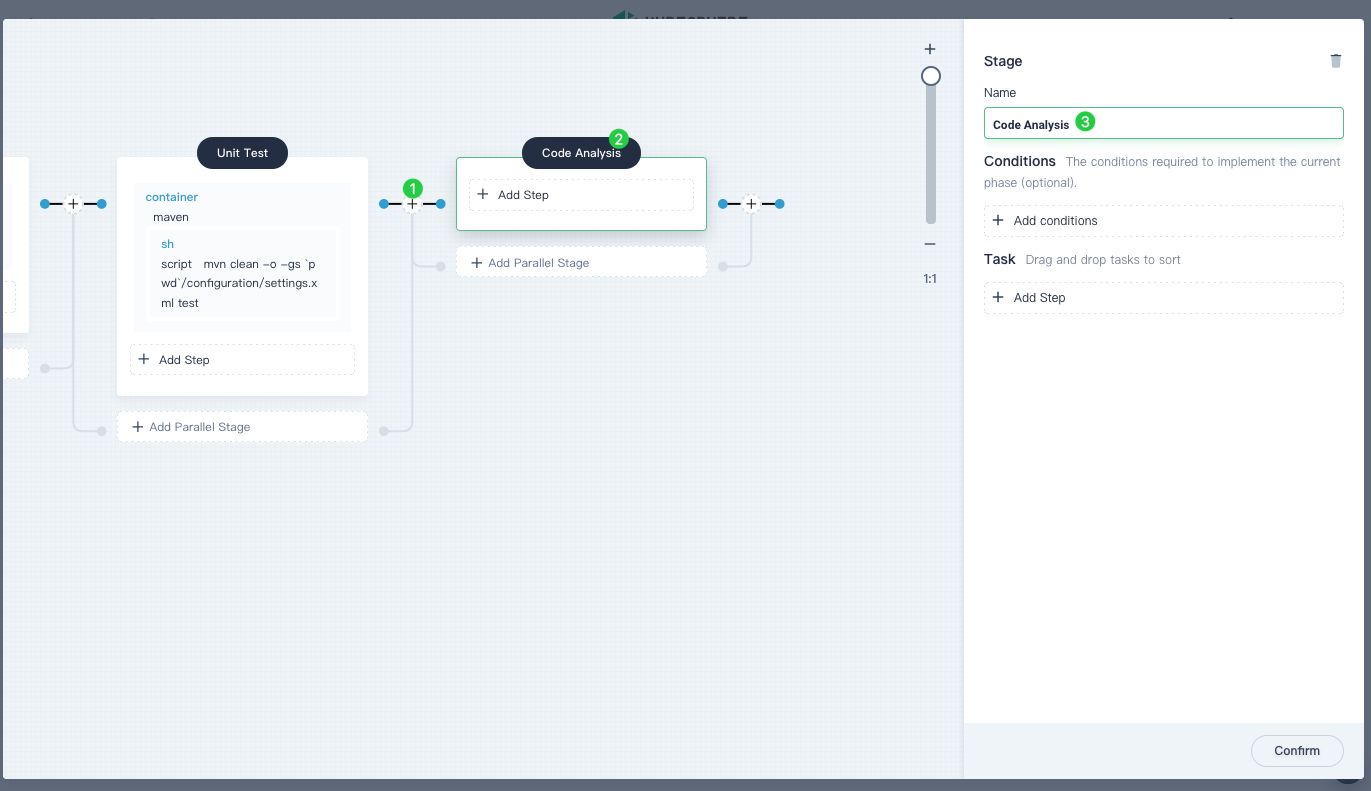 Unit Test
container
maven
sh
script mvn clean -o -gs `p
wd`/configuration/settings.x
ml test
+ Add Step
+ Add Parallel Stage
1
2
Code Analysis
+ Add Step
+ Add Parallel Stage
+
−
1:1
Stage
Name
Code Analysis 3
Conditions The conditions required to implement the current
phase (optional).
+ Add conditions
Task Drag and drop tasks to sort
+ Add Step
Confirm